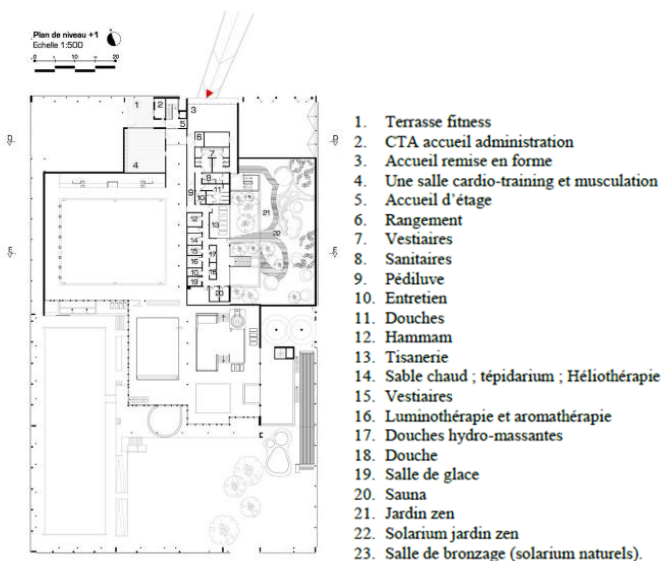 Plan de niveau +1
Echelle 1:500
1. Terrasse fitness
2. CTA accueil administration
3. Accueil remise en forme
4. Une salle cardio-training et musculation
5. Accueil d'étage
6. Rangement
7. Vestiaires
8. Sanitaires
9. Pédiluve
10. Entretien
11. Douches
12. Hammam
13. Tisanerie
14. Sable chaud ; tépidarium ; Héliothérapie
15. Vestiaires
16. Luminothérapie et aromathérapie
17. Douches hydro-massantes
18. Douche
19. Salle de glace
20. Sauna
21. Jardin zen
22. Solarium jardin zen
23. Salle de bronzage (solarium naturels).